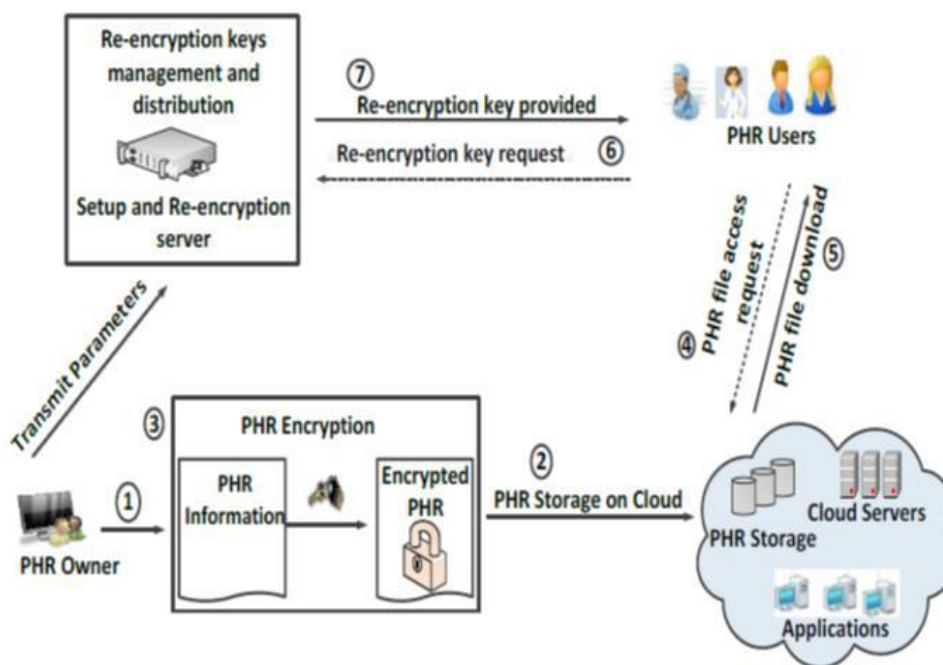 Re-encryption keys
management and
distribution
Setup and Re-encryption
server
⑦
Re-encryption key provided
Re-encryption key request
⑥
PHR Users
PHR file access
request
④
PHR file download
⑤
Transmit Parameters
③
PHR Encryption
PHR
Information
Encrypted
PHR
①
PHR Owner
②
PHR Storage on Cloud
PHR Storage
Cloud Servers
Applications